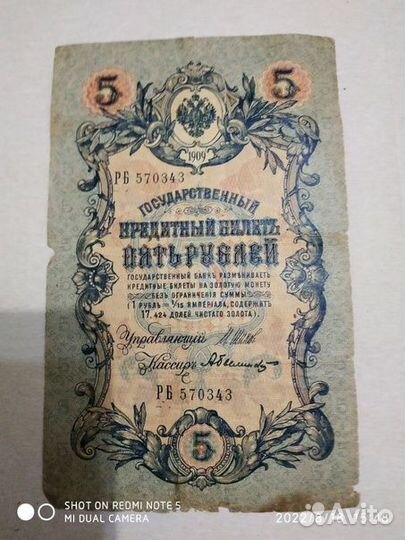 5 5
1909
РБ 570343
ГОСУДАРСТВЕННЫЙ
КРЕДИТНЫЙ БИЛЕТЪ
ПЯТЬ РУБЛЕЙ
ГОСУДАРСТВЕННЫЙ БАНКЪ РАЗМѢНИВАЕТЪ
КРЕДИТНЫЕ БИЛЕТЫ НА ЗОЛОТУЮ МОНЕТУ
БЕЗЪ ОГРАНИЧЕНІЯ СУММЫ
(1 РУБЛЬ = 1/15 ИМПЕРІАЛА, СОДЕРЖИТЪ
17,424 ДОЛЕЙ ЧИСТАГО ЗОЛОТА).
Управляющій
Кассиръ
РБ 570343
5
SHOT ON REDMI NOTE 5
MI DUAL CAMERA
Avito